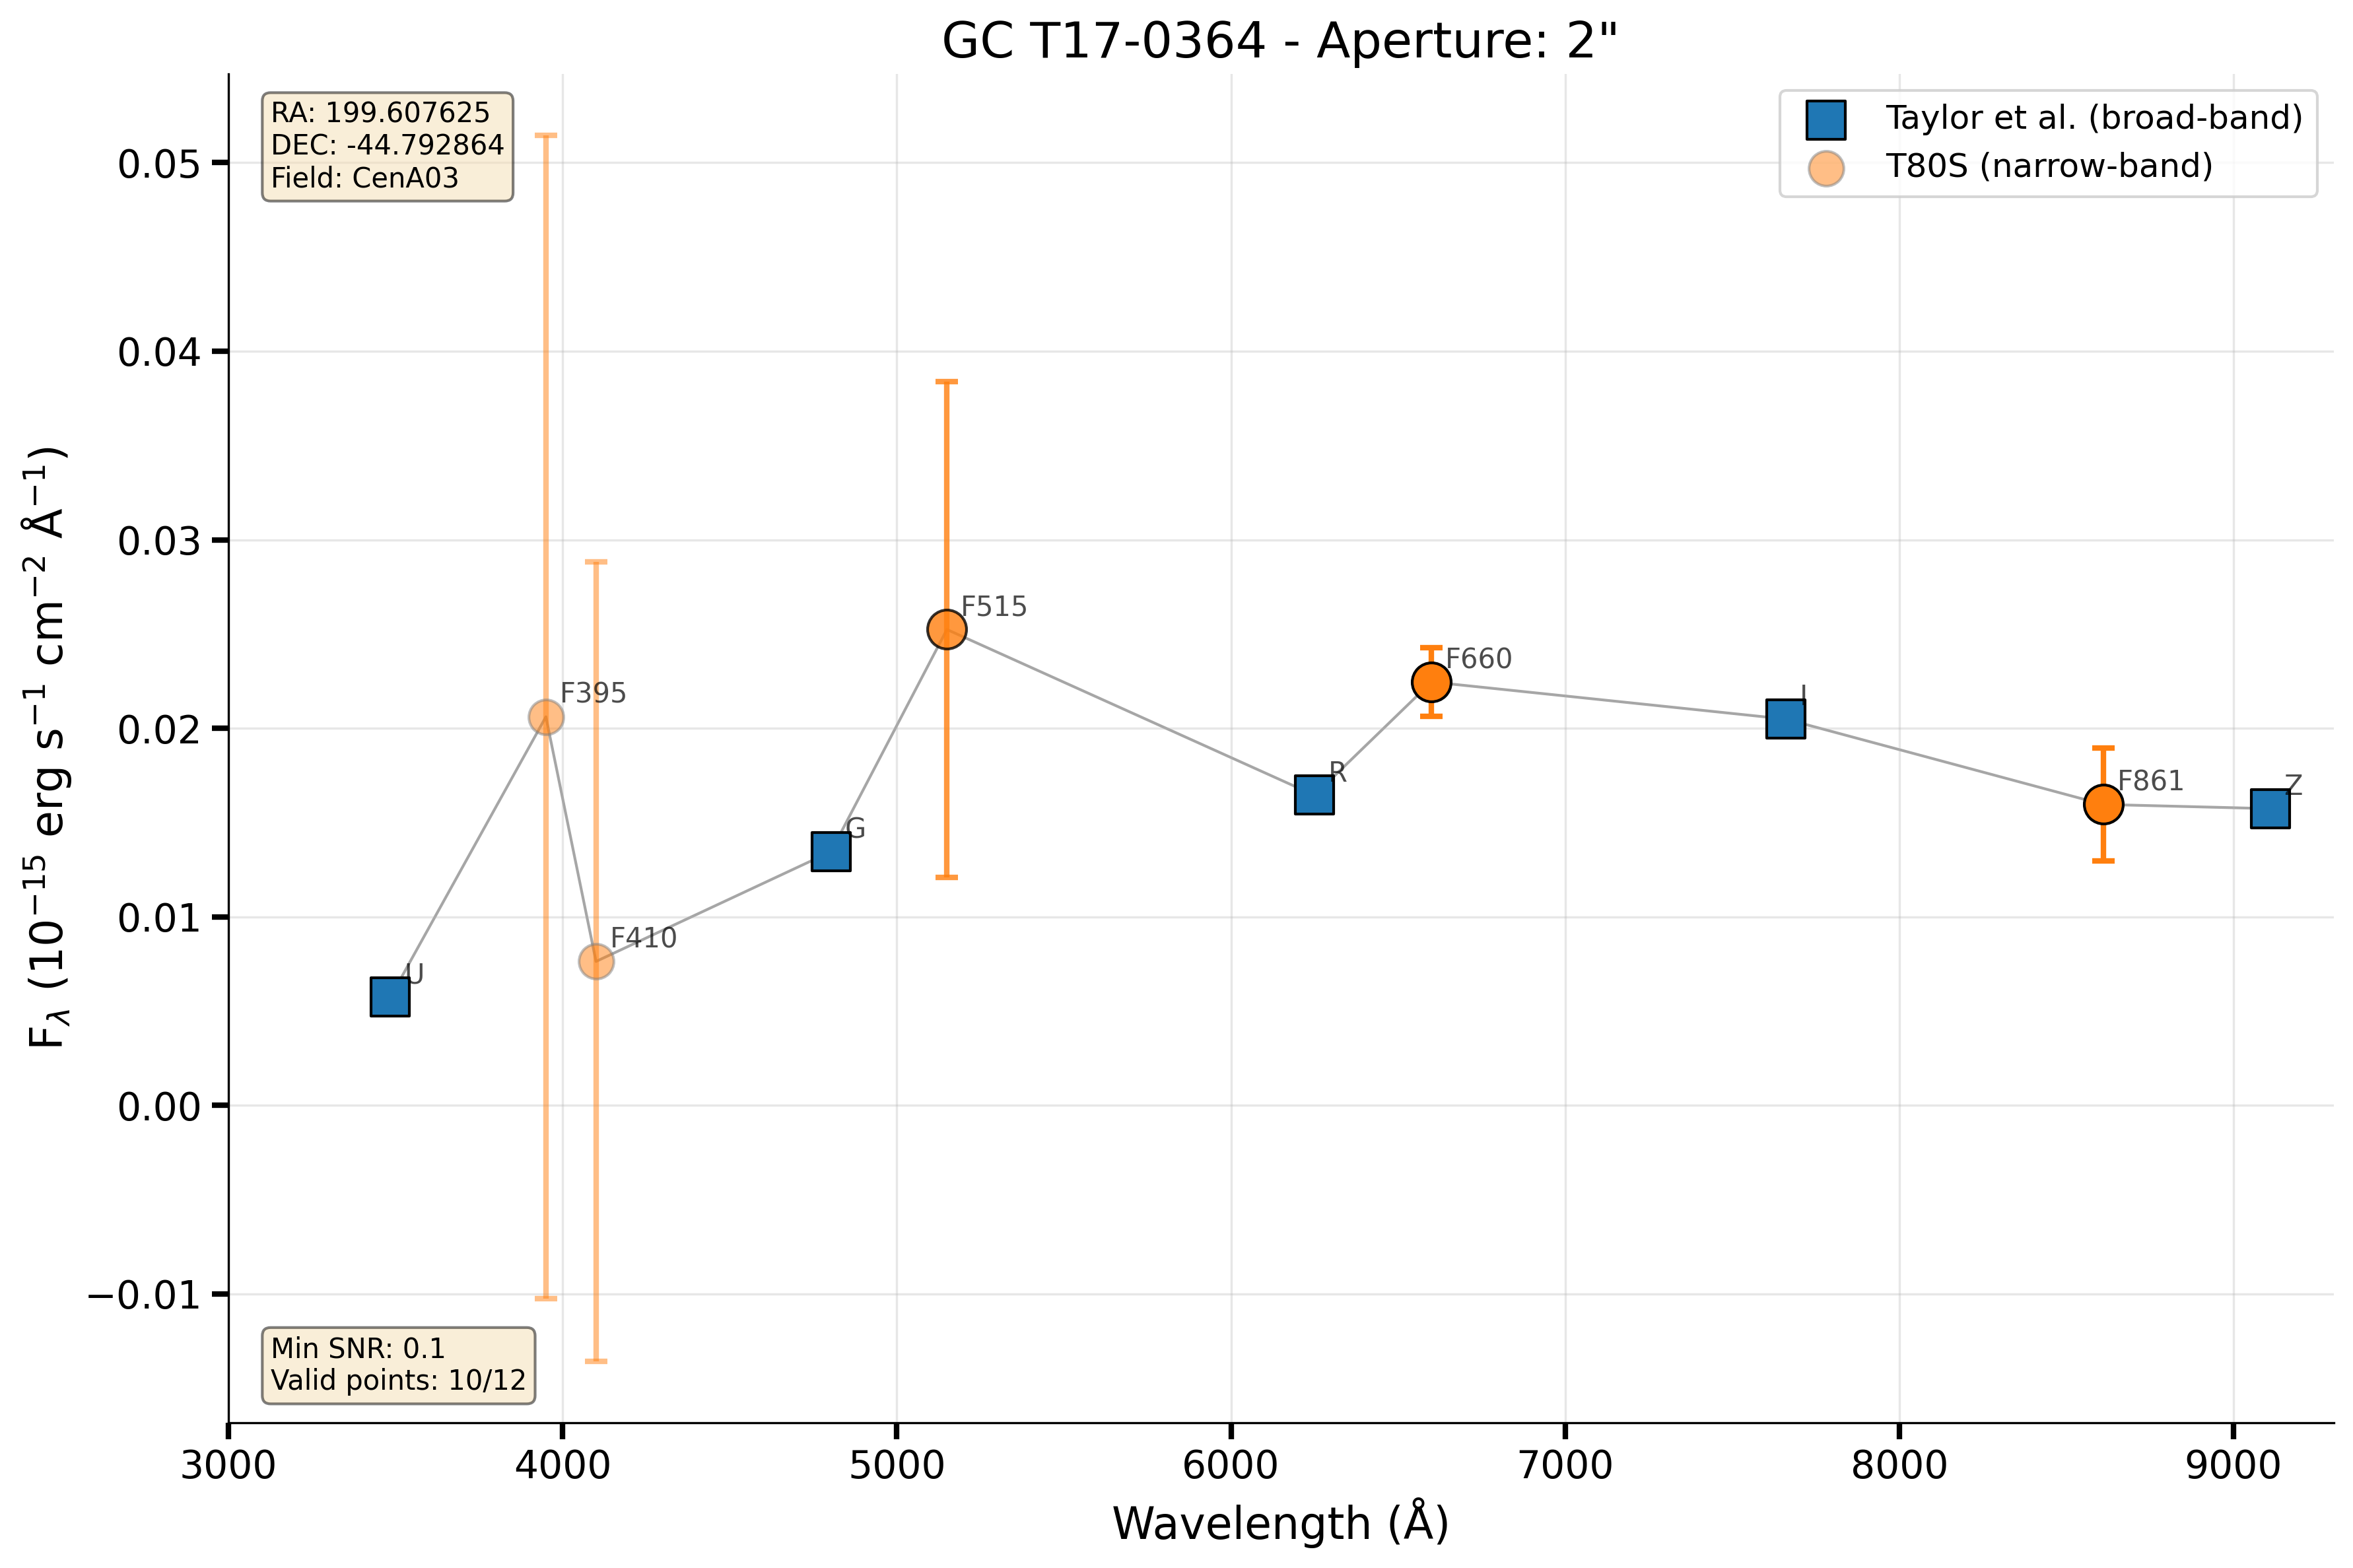 GC T17-0364 - Aperture: 2"
RA: 199.607625
DEC: -44.792864
Field: CenA03
Taylor et al. (broad-band)
T80S (narrow-band)
0.05
0.04
0.03
0.02
0.01
0.00
−0.01
F_λ (10⁻¹⁵ erg s⁻¹ cm⁻² Å⁻¹)
U
F395
F410
G
F515
R
F660
I
F861
Z
Min SNR: 0.1
Valid points: 10/12
3000 4000 5000 6000 7000 8000 9000
Wavelength (Å)